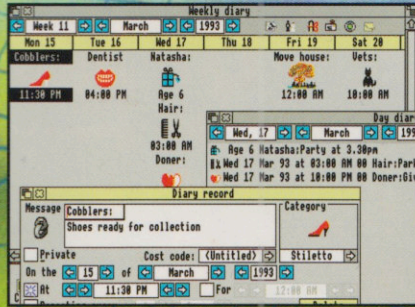 Weekly diary
Week 11 March 1993
Mon 15 Tue 16 Wed 17 Thu 18 Fri 19 Sat 20
Cobblers: Dentist Natasha: Move house: Vets:
11:30 PM 04:00 PM Age 6 12:00 AM 10:00 AM
Hair:
03:00 AM
Doner:
Day diar
Wed, 17 March 199
Age 6 Natasha:Party at 3.30pm
Wed 17 Mar 93 at 03:00 AM 00 Hair:Par
Wed 17 Mar 93 at 10:00 PM 00 Doner:Giv
Diary record
Message Cobblers: Category
Shoes ready for collection
Private Cost code: (Untitled) Stiletto
On the 15 of March 1993
At 11:30 PM For 12:00 AM